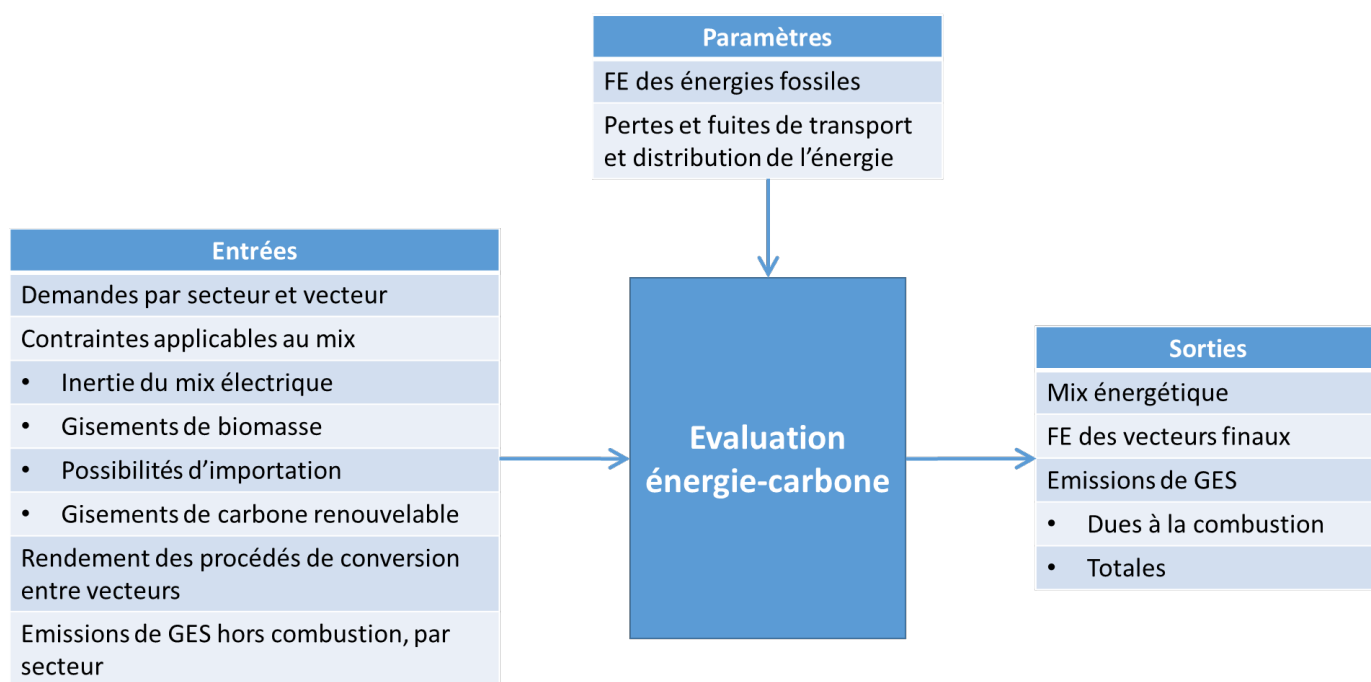 Paramètres
FE des énergies fossiles
Pertes et fuites de transport
et distribution de l’énergie
Entrées
Demandes par secteur et vecteur
Contraintes applicables au mix
• Inertie du mix électrique
• Gisements de biomasse
• Possibilités d’importation
• Gisements de carbone renouvelable
Rendement des procédés de conversion
entre vecteurs
Emissions de GES hors combustion, par
secteur
Evaluation
énergie-carbone
Sorties
Mix énergétique
FE des vecteurs finaux
Emissions de GES
• Dues à la combustion
• Totales